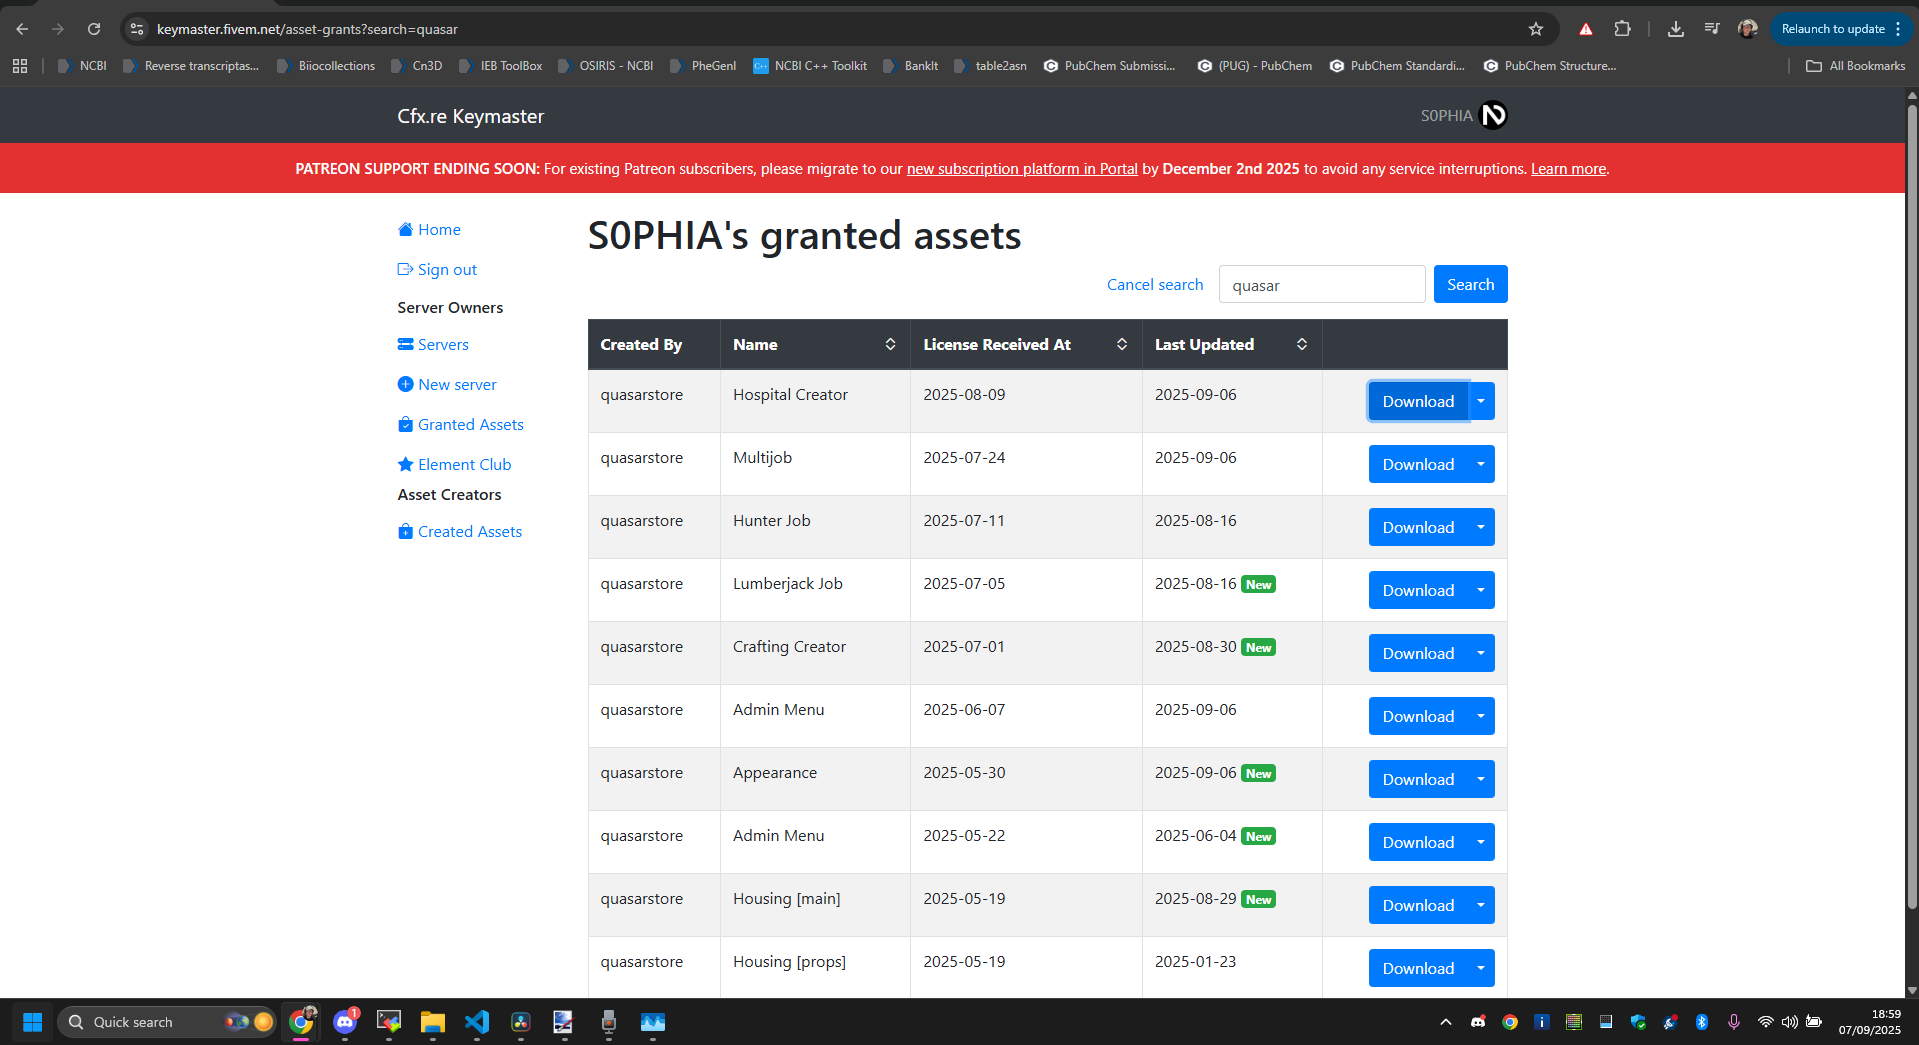 keymaster.fivem.net/asset-grants?search=quasar
Relaunch to update
NCBI
Reverse transcriptas...
Biiocollections
Cn3D
IEB ToolBox
OSIRIS - NCBI
PheGenI
C++
NCBI C++ Toolkit
BankIt
table2asn
PubChem Submissi...
(PUG) - PubChem
PubChem Standardi...
PubChem Structure...
All Bookmarks
Cfx.re Keymaster
S0PHIA
PATREON SUPPORT ENDING SOON: For existing Patreon subscribers, please migrate to our new subscription platform in Portal by December 2nd 2025 to avoid any service interruptions. Learn more.
Home
Sign out
Server Owners
Servers
New server
Granted Assets
Element Club
Asset Creators
Created Assets
S0PHIA's granted assets
Cancel search
quasar
Search
Created By Name License Received At Last Updated
quasarstore Hospital Creator 2025-08-09 2025-09-06 Download
quasarstore Multijob 2025-07-24 2025-09-06 Download
quasarstore Hunter Job 2025-07-11 2025-08-16 Download
quasarstore Lumberjack Job 2025-07-05 2025-08-16 New Download
quasarstore Crafting Creator 2025-07-01 2025-08-30 New Download
quasarstore Admin Menu 2025-06-07 2025-09-06 Download
quasarstore Appearance 2025-05-30 2025-09-06 New Download
quasarstore Admin Menu 2025-05-22 2025-06-04 New Download
quasarstore Housing [main] 2025-05-19 2025-08-29 New Download
quasarstore Housing [props] 2025-05-19 2025-01-23 Download
Quick search
1
18:59
07/09/2025